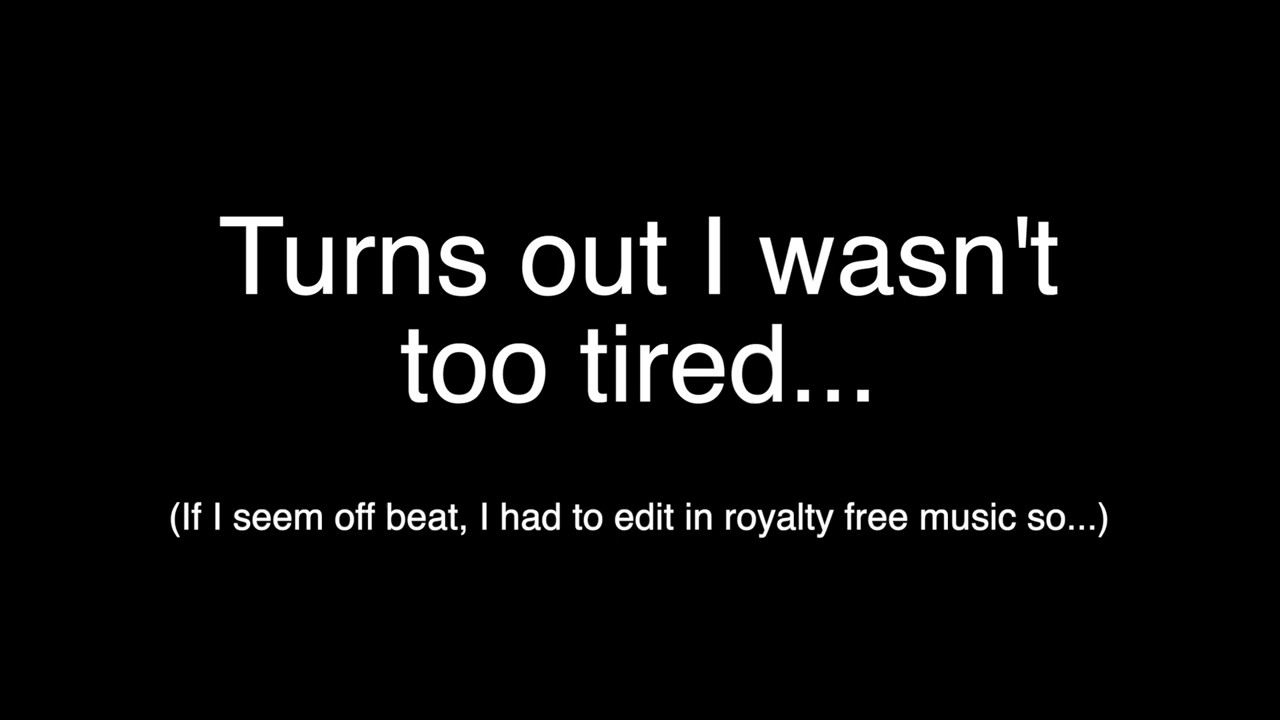 Turns out I wasn't
too tired...
(If I seem off beat, I had to edit in royalty free music so...)